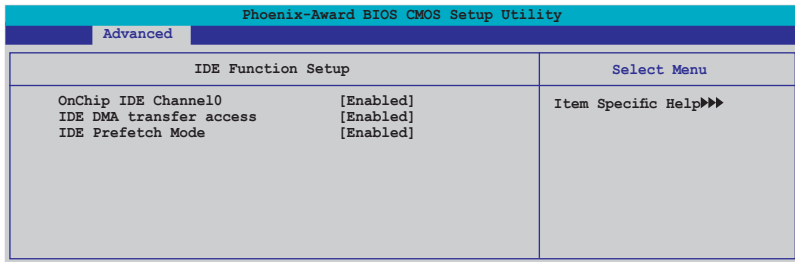 Phoenix-Award BIOS CMOS Setup Utility
Advanced
IDE Function Setup
Select Menu
OnChip IDE Channel0 [Enabled]
IDE DMA transfer access [Enabled]
IDE Prefetch Mode [Enabled]
Item Specific Help